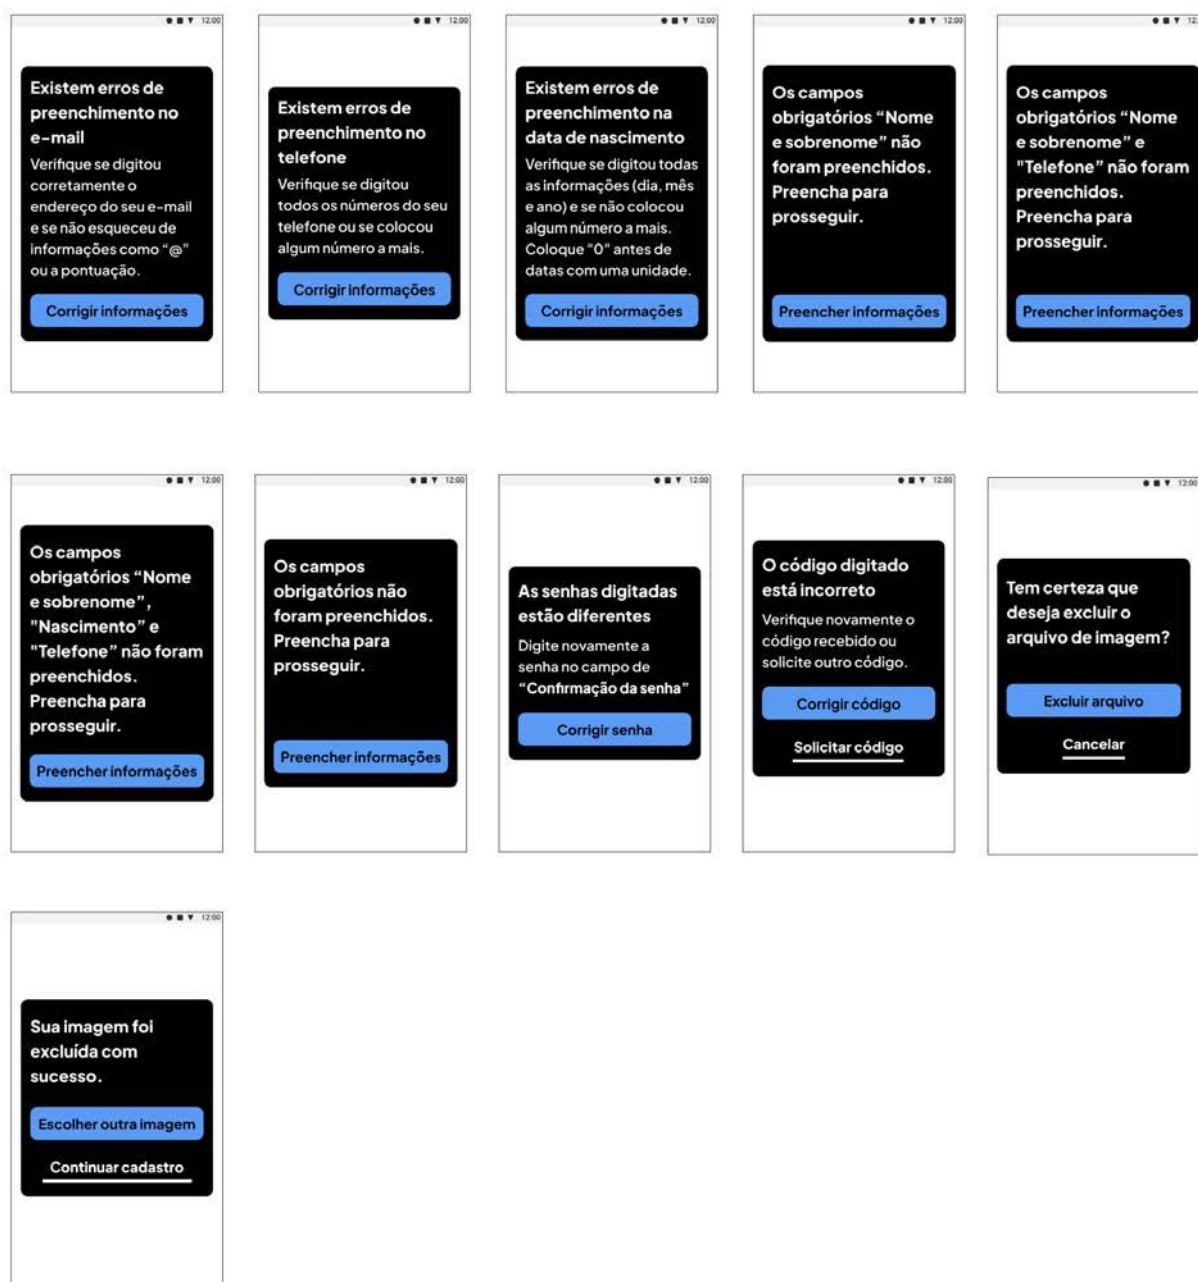 12:00
Existem erros de
preenchimento no
e-mail
Verifique se digitou
corretamente o
endereço do seu e-mail
e se não esqueceu de
informações como “@”
ou a pontuação.
Corrigir informações
12:00
Existem erros de
preenchimento no
telefone
Verifique se digitou
todos os números do seu
telefone ou se colocou
algum número a mais.
Corrigir informações
12:00
Existem erros de
preenchimento na
data de nascimento
Verifique se digitou todas
as informações (dia, mês
e ano) e se não colocou
algum número a mais.
Coloque "0" antes de
datas com uma unidade.
Corrigir informações
12:00
Os campos
obrigatórios “Nome
e sobrenome” não
foram preenchidos.
Preencha para
prosseguir.
Preencher informações
Os campos
obrigatórios “Nome
e sobrenome” e
"Telefone” não foram
preenchidos.
Preencha para
prosseguir.
Preencher informações
12:00
Os campos
obrigatórios “Nome
e sobrenome”,
"Nascimento” e
"Telefone” não foram
preenchidos.
Preencha para
prosseguir.
Preencher informações
12:00
Os campos
obrigatórios não
foram preenchidos.
Preencha para
prosseguir.
Preencher informações
12:00
As senhas digitadas
estão diferentes
Digite novamente a
senha no campo de
“Confirmação da senha”
Corrigir senha
12:00
O código digitado
está incorreto
Verifique novamente o
código recebido ou
solicite outro código.
Corrigir código
Solicitar código
12:00
Tem certeza que
deseja excluir o
arquivo de imagem?
Excluir arquivo
Cancelar
12:00
Sua imagem foi
excluída com
sucesso.
Escolher outra imagem
Continuar cadastro